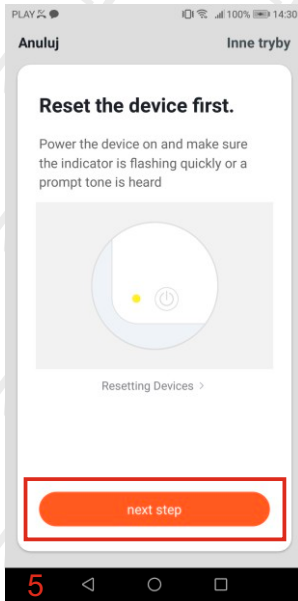 PLAY 100% 14:30
Anuluj Inne tryby
Reset the device first.
Power the device on and make sure
the indicator is flashing quickly or a
prompt tone is heard
Resetting Devices >
next step
5